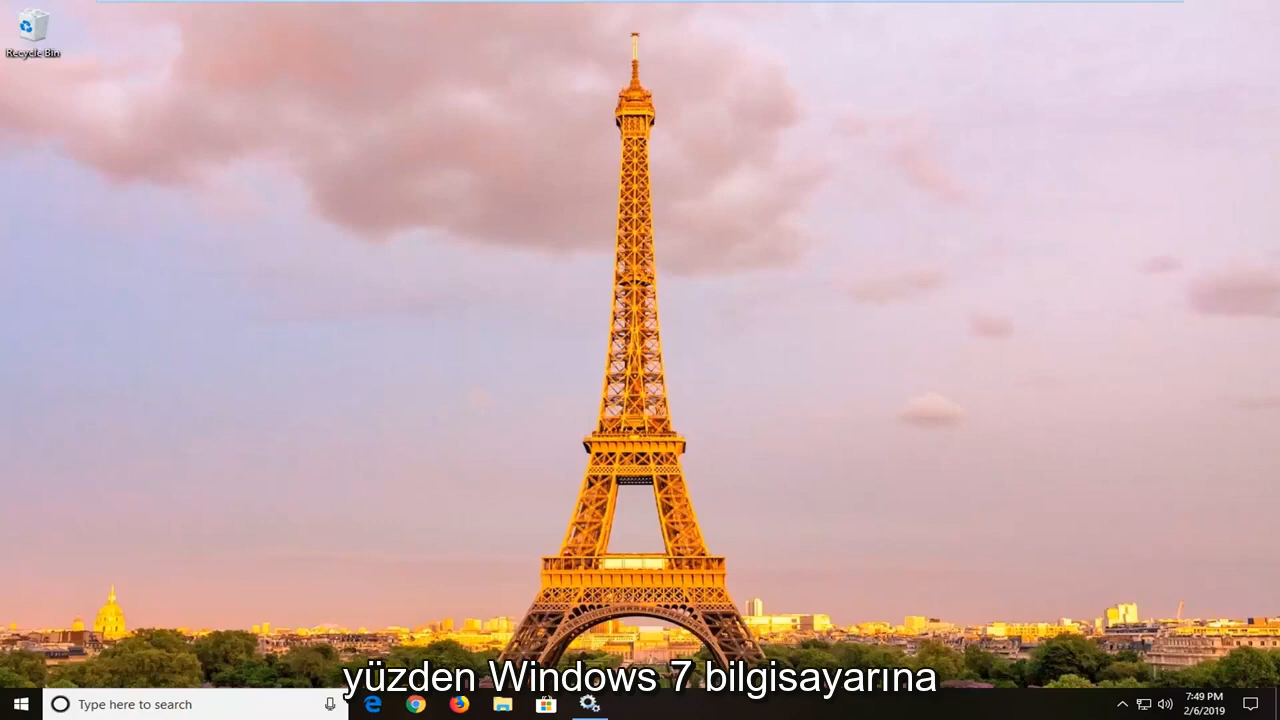 Recycle Bin
yüzden Windows 7 bilgisayarına
Type here to search
7:49 PM
2/6/2019